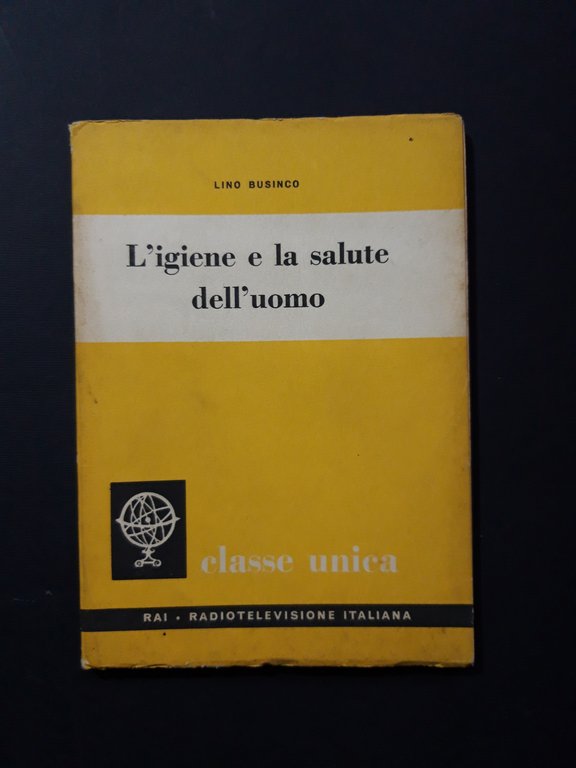 LINO BUSINCO
L'igiene e la salute
dell'uomo
classe unica
RAI • RADIOTELEVISIONE ITALIANA